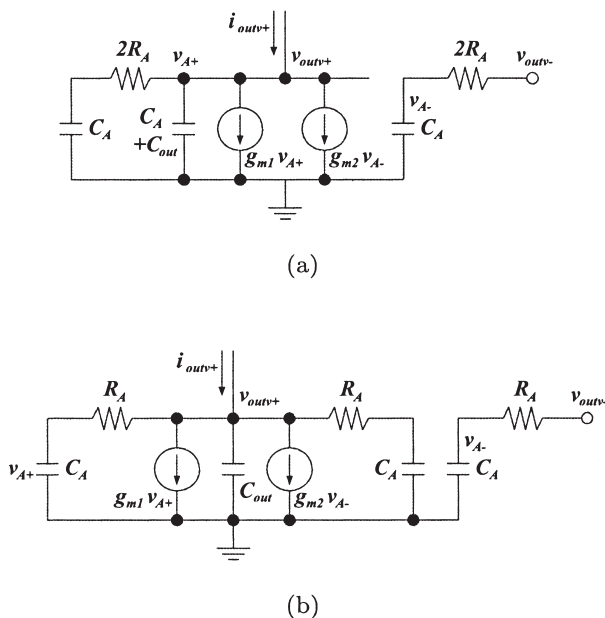 i_outv+
2R_A v_A+ v_outv+ 2R_A v_outv-
C_A C_A +C_out v_A- C_A
g_m1 v_A+ g_m2 v_A-
(a)
i_outv+
R_A v_outv+ R_A R_A v_outv-
v_A+ C_A C_out C_A v_A- C_A
g_m1 v_A+ g_m2 v_A-
(b)